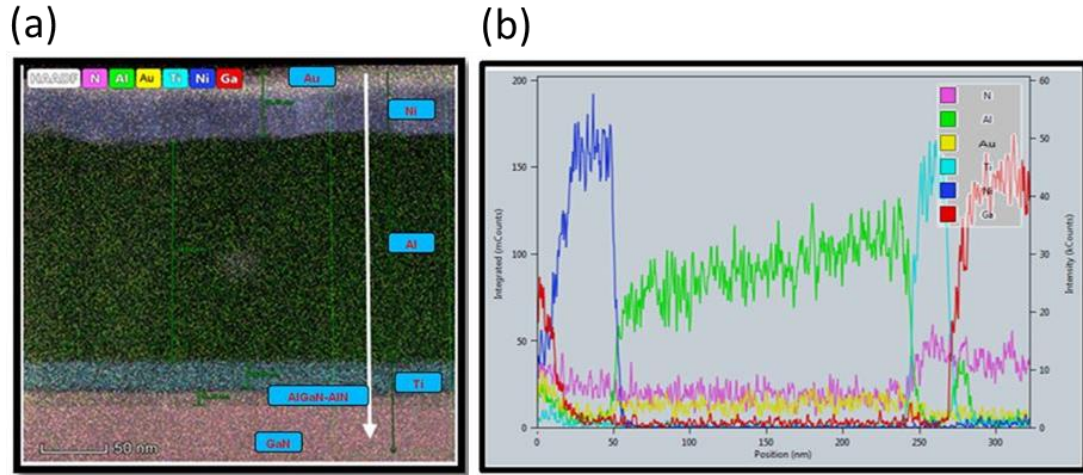 (a)
(b)
HAADF N Al Au Ti Ni Ga
Au
Ni
Al
Ti
AlGaN-AlN
GaN
50 nm
200
150
100
50
0
Integrated (mCounts)
60
50
40
30
20
10
0
Intensity (kCounts)
0 50 100 150 200 250 300
Position (nm)
N
Al
Au
Ti
Ni
Ga